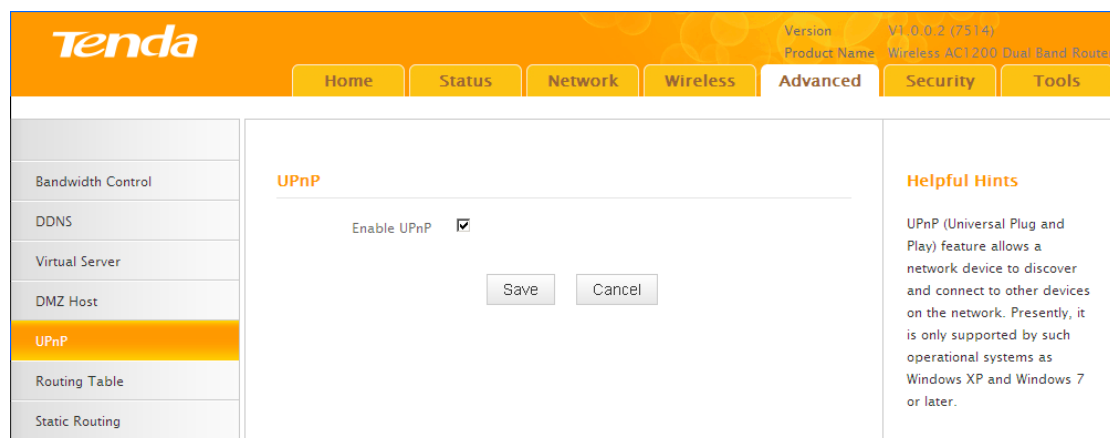 Tenda
Version V1.0.0.2 (7514)
Product Name Wireless AC1200 Dual Band Route
Home Status Network Wireless Advanced Security Tools
Bandwidth Control
DDNS
Virtual Server
DMZ Host
UPnP
Routing Table
Static Routing
UPnP
Enable UPnP
Save Cancel
Helpful Hints
UPnP (Universal Plug and
Play) feature allows a
network device to discover
and connect to other devices
on the network. Presently, it
is only supported by such
operational systems as
Windows XP and Windows 7
or later.